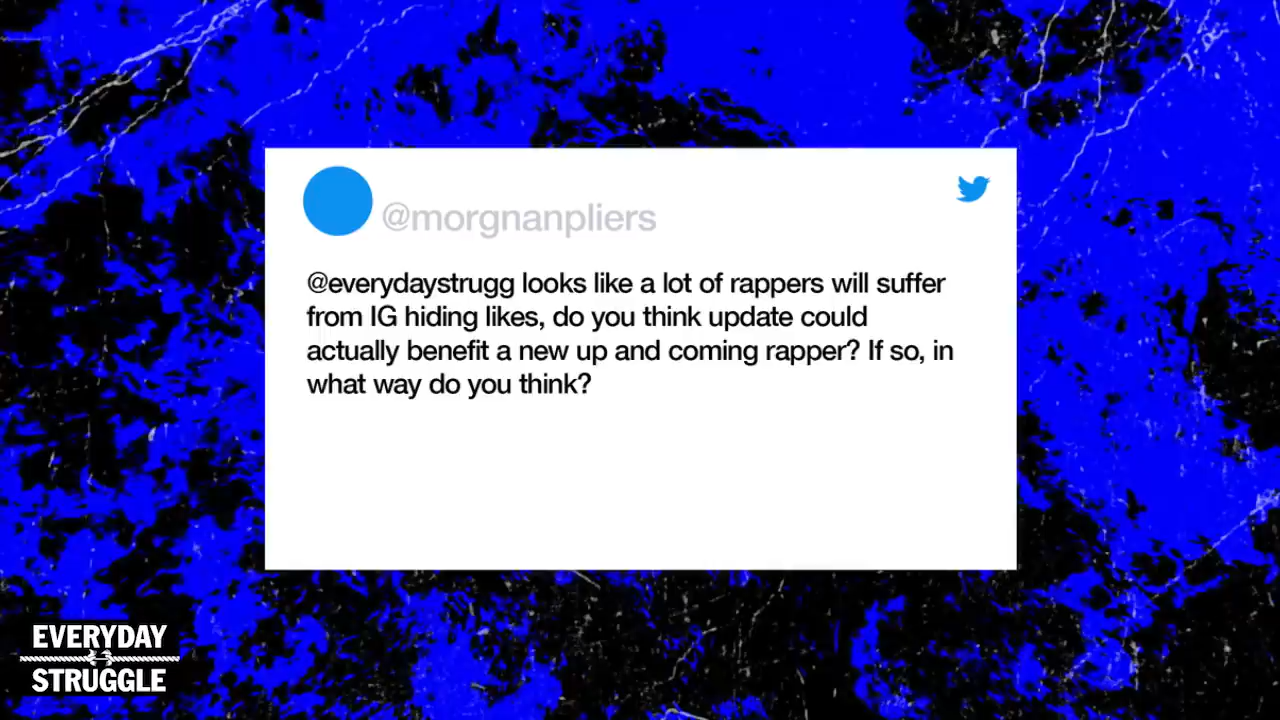 @morgnanpliers
@everydaystrugg looks like a lot of rappers will suffer
from IG hiding likes, do you think update could
actually benefit a new up and coming rapper? If so, in
what way do you think?
EVERYDAY
STRUGGLE